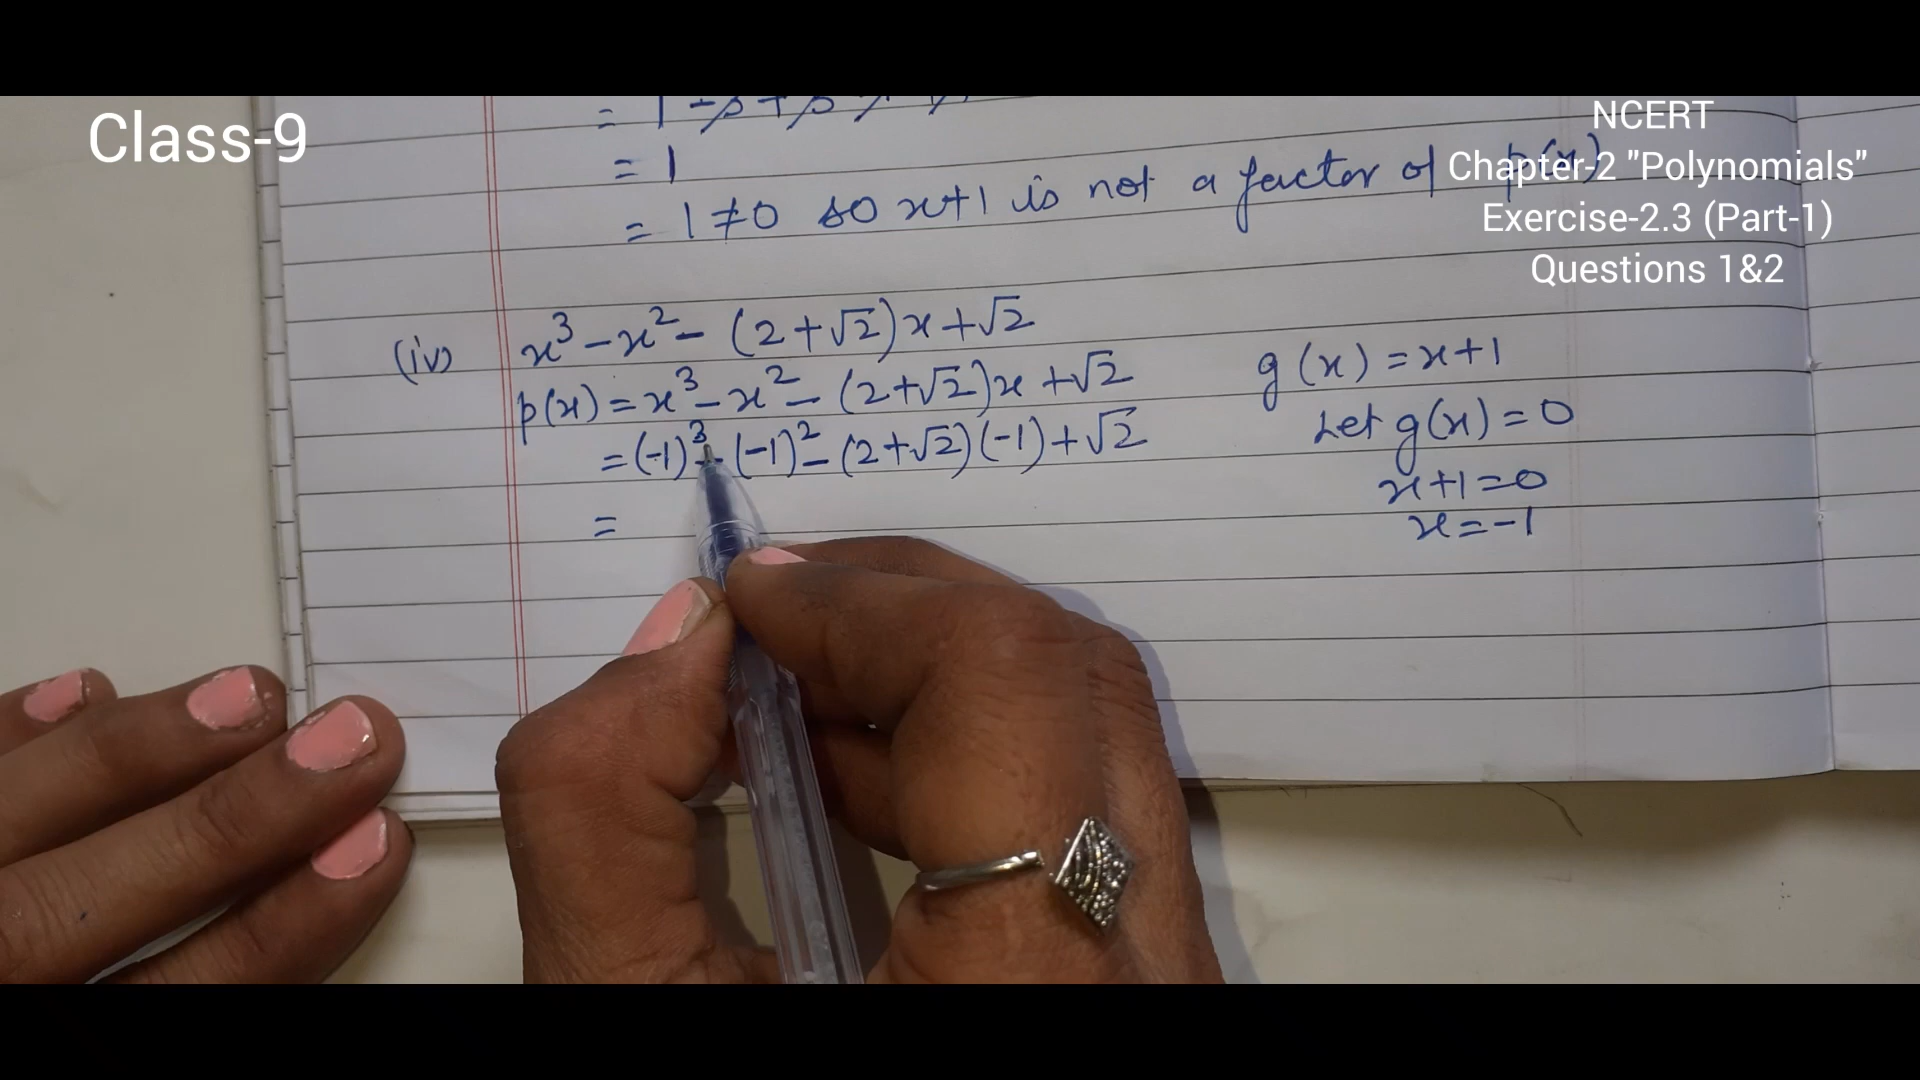 Class-9
NCERT
Chapter-2 "Polynomials"
Exercise-2.3 (Part-1)
Questions 1&2
= 1
= 1 ≠ 0 so x+1 is not a factor of p(x)
(iv) x³ - x² - (2+√2)x + √2
p(x) = x³ - x² - (2+√2)x + √2
= (-1)³ - (-1)² - (2+√2)(-1) + √2
=
g(x) = x+1
Let g(x) = 0
x+1=0
x=-1